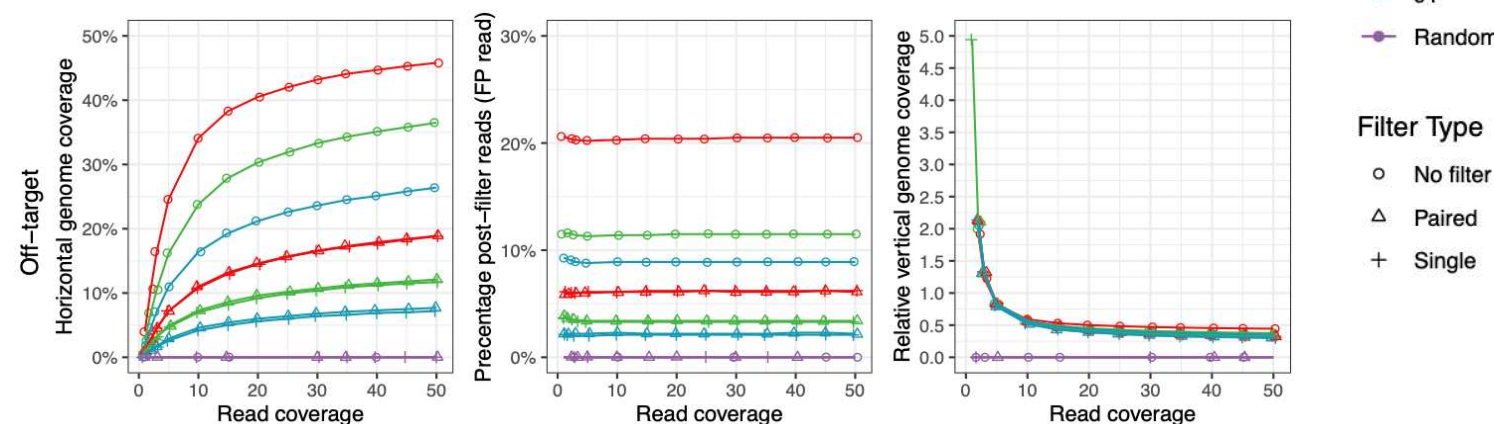 Off−target
Horizontal genome coverage
50%
40%
30%
20%
10%
0%
0 10 20 30 40 50
Read coverage
Precentage post−filter reads (FP read)
30%
20%
10%
0%
0 10 20 30 40 50
Read coverage
Relative vertical genome coverage
5.0
4.5
4.0
3.5
3.0
2.5
2.0
1.5
1.0
0.5
0.0
0 10 20 30 40 50
Read coverage
Random
Filter Type
No filter
Paired
Single